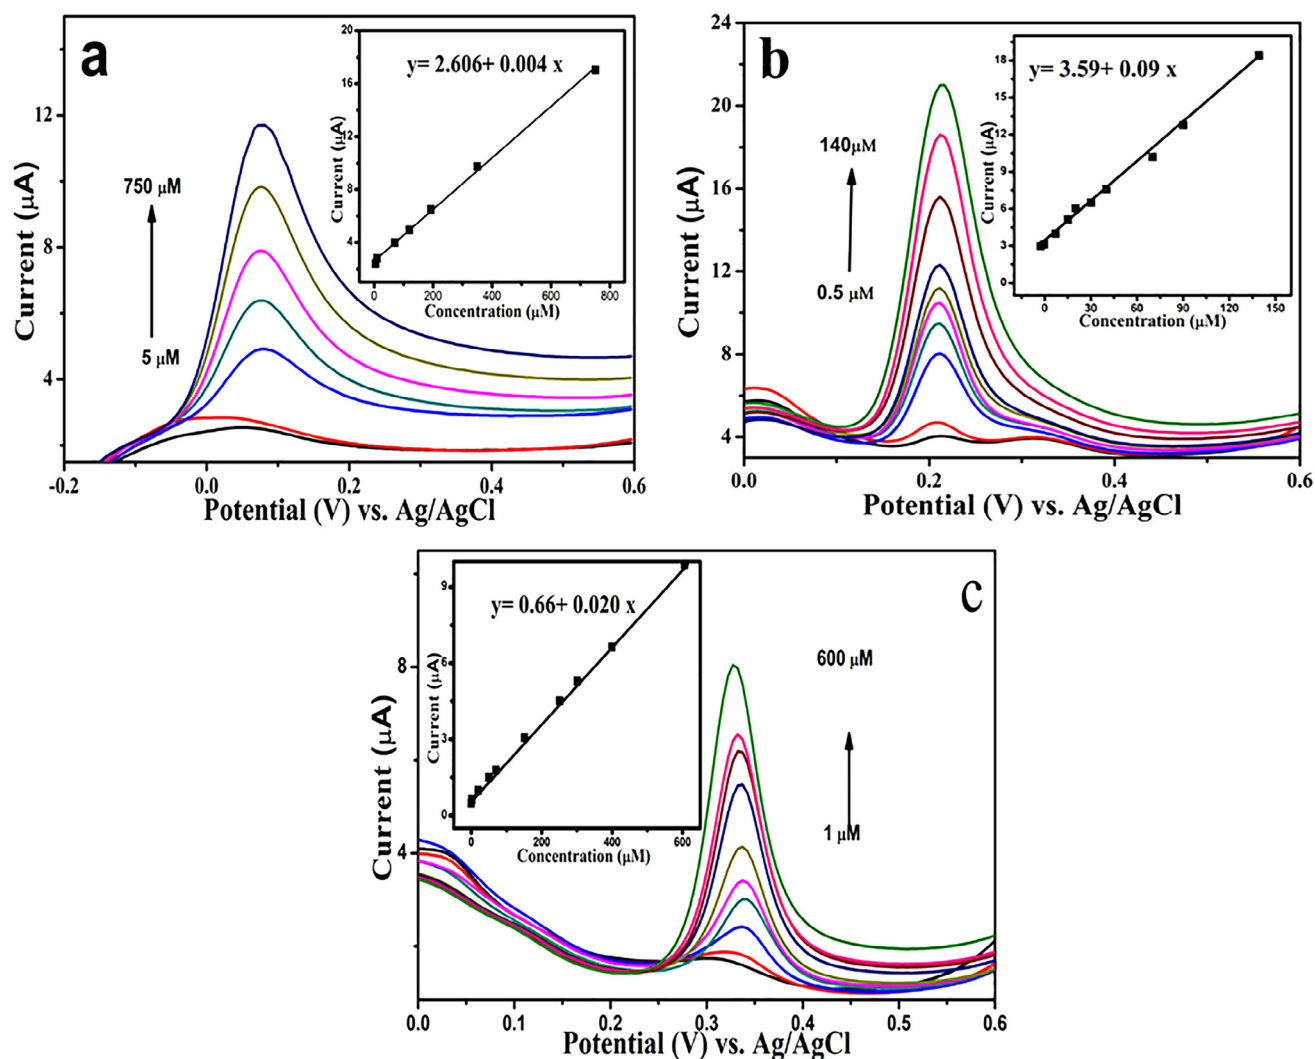 a
y= 2.606+ 0.004 x
20
16
12
8
4
Current (μA)
0
200
400
600
800
Concentration (μM)
750 μM
5 μM
12
8
4
Current (μA)
-0.2
0.0
0.2
0.4
0.6
Potential (V) vs. Ag/AgCl
b
y= 3.59+ 0.09 x
18
15
12
9
6
3
0
Current (μA)
0
30
60
90
120
150
Concentration (μM)
140μM
0.5 μM
24
20
16
12
8
4
Current (μA)
0.0
0.2
0.4
0.6
Potential (V) vs. Ag/AgCl
c
y= 0.66+ 0.020 x
9
6
3
0
Current (μA)
200
400
600
Concentration (μM)
600 μM
1 μM
8
4
Current (μA)
0.0
0.1
0.2
0.3
0.4
0.5
0.6
Potential (V) vs. Ag/AgCl